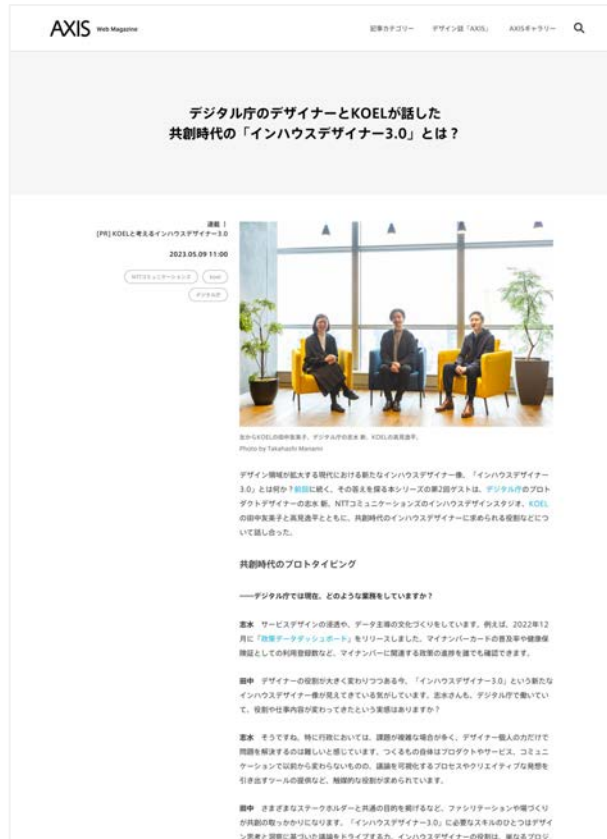 AXIS Web Magazine
記事カテゴリー デザイン誌「AXIS」 AXISギャラリー
デジタル庁のデザイナーとKOELが話した
共創時代の「インハウスデザイナー3.0」とは?
連載 |
[PR] KOELと考えるインハウスデザイナー3.0
2023.05.09 11:00
NTTコミュニケーションズ koel
デジタル庁
左からKOELの田中友美子、デジタル庁の志水 新、KOELの高見逸平。
Photo by Takahashi Manami
デザイン領域が拡大する現代における新たなインハウスデザイナー像、「インハウスデザイナー
3.0」とは何か?前回に続く、その答えを探る本シリーズの第2回ゲストは、デジタル庁のプロト
ダクトデザイナーの志水 新。NTTコミュニケーションズのインハウスデザインスタジオ、KOEL
の田中友美子と高見逸平とともに、共創時代のインハウスデザイナーに求められる役割などにつ
いて話し合った。
共創時代のプロトタイピング
——デジタル庁では現在、どのような業務をしていますか?
志水 サービスデザインの浸透や、データ主導の文化づくりをしています。例えば、2022年12
月に「政策データダッシュボード」をリリースしました。マイナンバーカードの普及率や健康保
険証としての利用登録数など、マイナンバーに関連する政策の進捗を誰でも確認できます。
田中 デザイナーの役割が大きく変わりつつある今、「インハウスデザイナー3.0」という新たな
インハウスデザイナー像が見えてきている気がしています。志水さんも、デジタル庁で働いてい
て、役割や仕事内容が変わってきたという実感はありますか?
志水 そうですね。特に行政においては、課題が複雑な場合が多く、デザイナー個人の力だけで
問題を解決するのは難しいと感じています。つくるもの自体はプロダクトやサービス、コミュニ
ケーションで以前から変わらないものの、議論を可視化するプロセスやクリエイティブな発想を
引き出すツールの提供など、触媒的な役割が求められています。
田中 さまざまなステークホルダーと共通の目的を掲げるなど、ファシリテーションや場づくり
が共創の取っかかりになります。「インハウスデザイナー3.0」に必要なスキルのひとつはデザイ
ン思考と洞察に基づいた議論をドライブする力。インハウスデザイナーの役割は、単なるプロジ